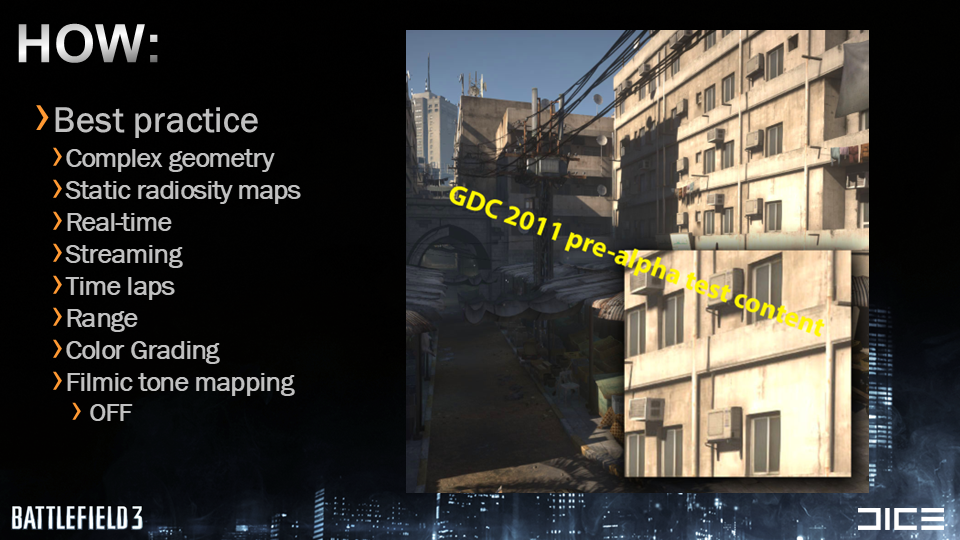 HOW:
Best practice
Complex geometry
Static radiosity maps
Real-time
Streaming
Time laps
Range
Color Grading
Filmic tone mapping
OFF
GDC 2011 pre-alpha test content
BATTLEFIELD 3
DICE